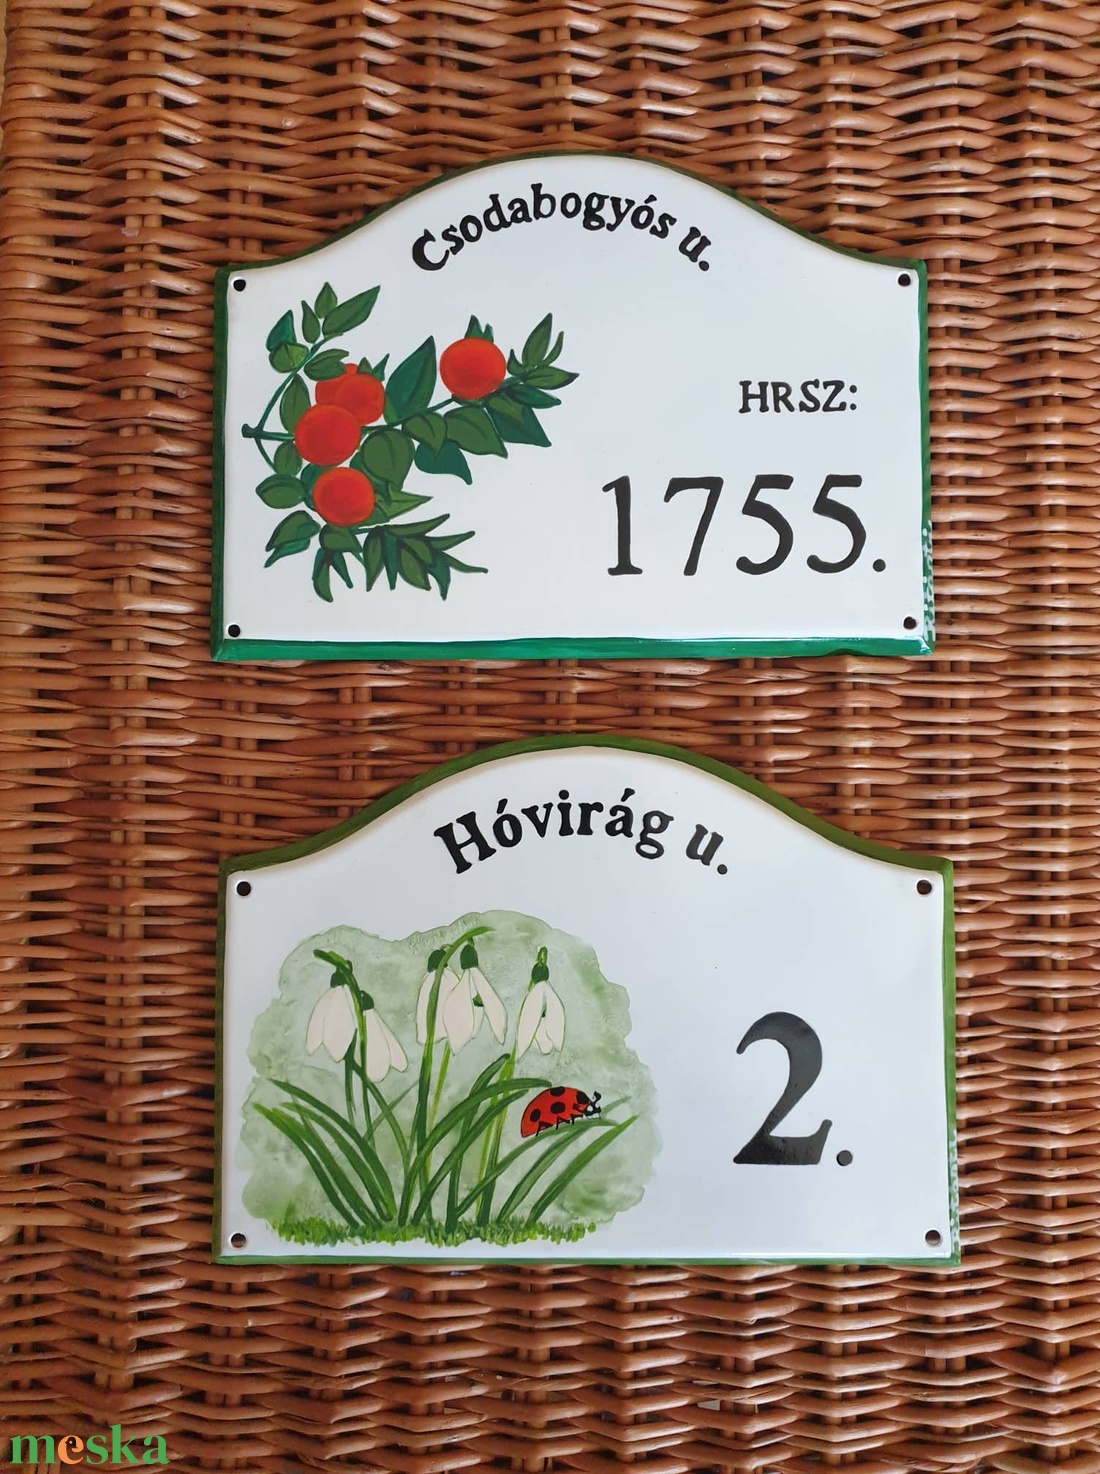 Csodabogyós u.
HRSZ:
1755.
Hóvirág u.
2.
meska